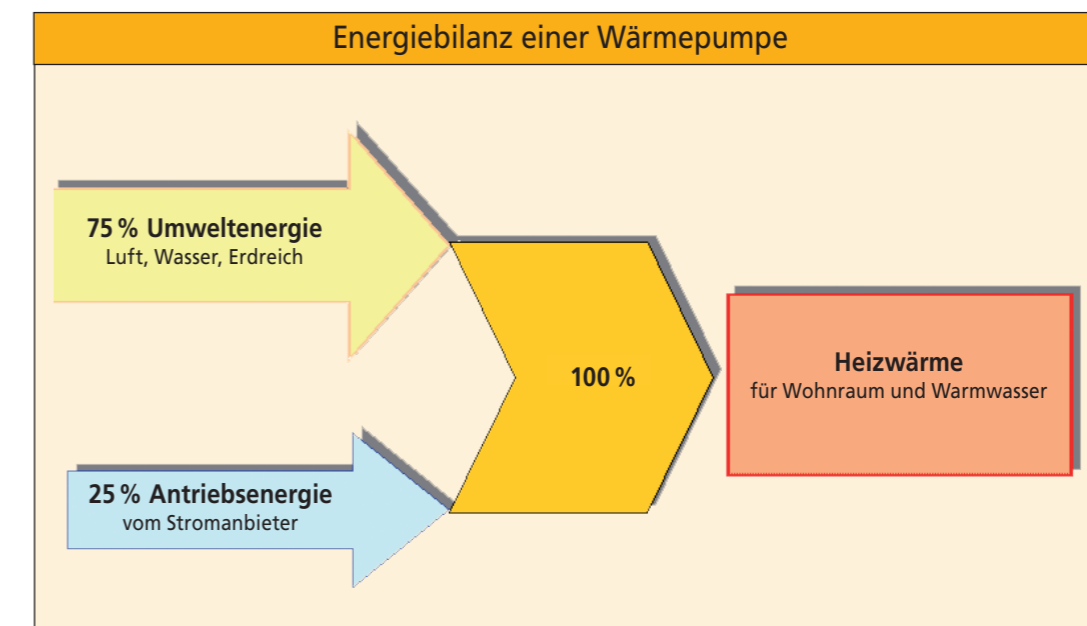 Energiebilanz einer Wärmepumpe
75 % Umweltenergie
Luft, Wasser, Erdreich
100 %
Heizwärme
für Wohnraum und Warmwasser
25 % Antriebsenergie
vom Stromanbieter